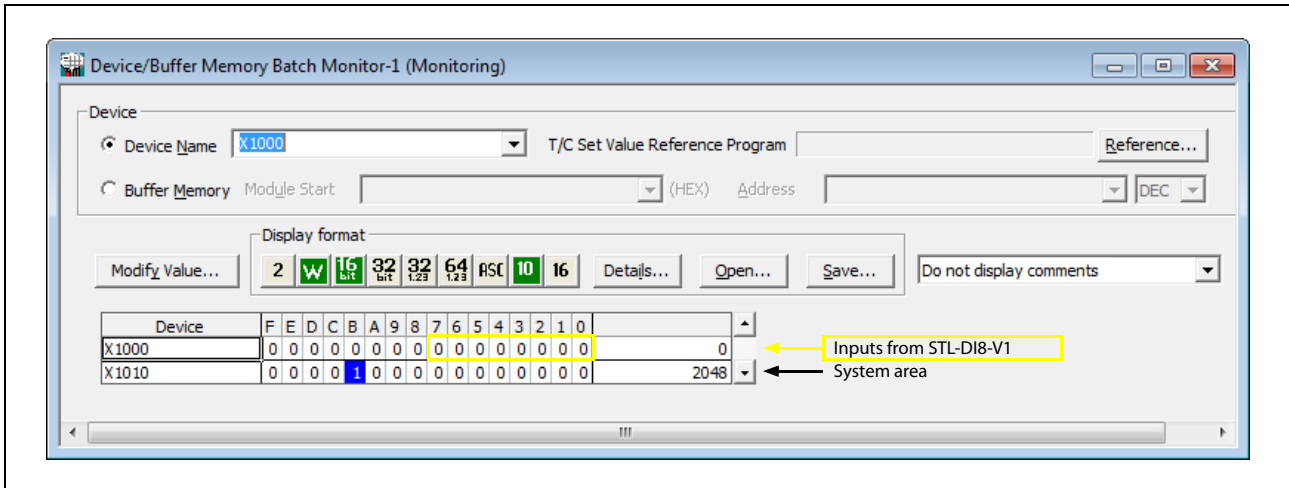 Device/Buffer Memory Batch Monitor-1 (Monitoring)
Device
Device Name X1000 T/C Set Value Reference Program Reference...
Buffer Memory Module Start (HEX) Address DEC
Display format
Modify Value... 2 W 16 bit 32 bit 32 1.23 64 1.23 ASC 10 16 Details... Open... Save... Do not display comments
Device F E D C B A 9 8 7 6 5 4 3 2 1 0
X1000 0 0 0 0 0 0 0 0 0 0 0 0 0 0 0 0 0 Inputs from STL-DI8-V1
X1010 0 0 0 0 1 0 0 0 0 0 0 0 0 0 0 0 2048 System area